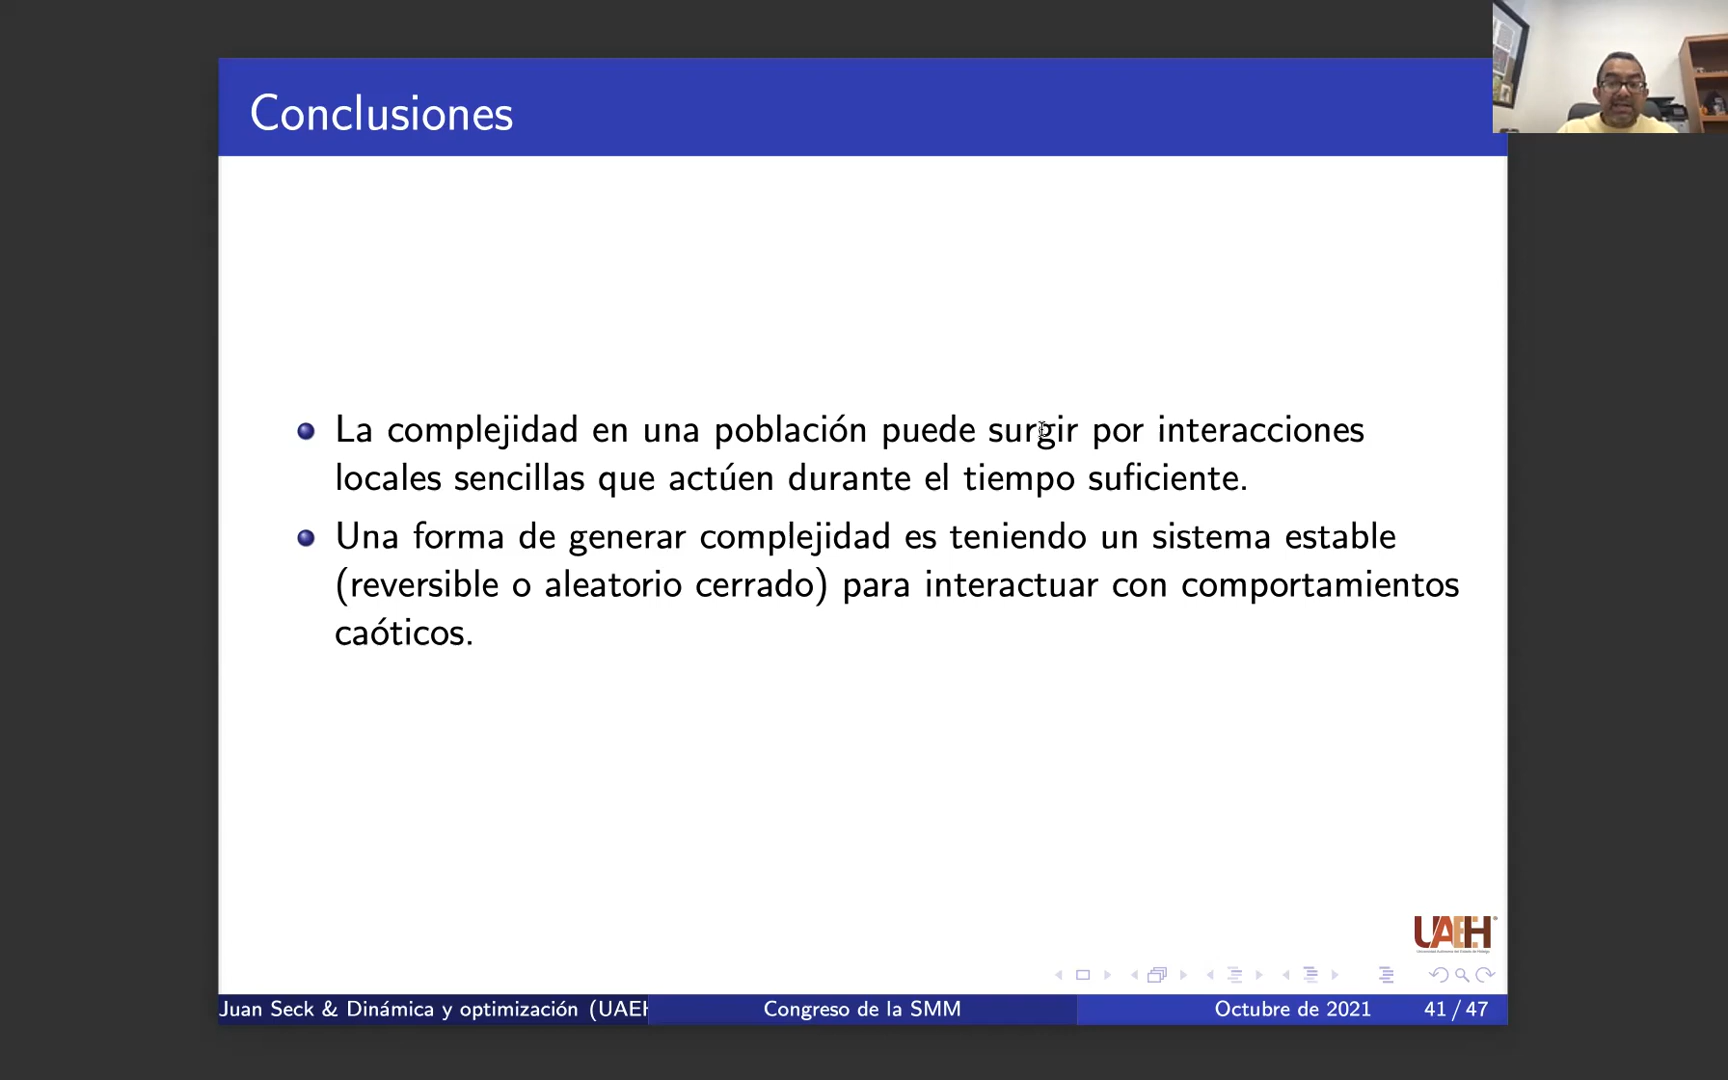 Conclusiones
La complejidad en una población puede surgir por interacciones
locales sencillas que actúen durante el tiempo suficiente.
Una forma de generar complejidad es teniendo un sistema estable
(reversible o aleatorio cerrado) para interactuar con comportamientos
caóticos.
UAEH
Juan Seck & Dinámica y optimización (UAEH
Congreso de la SMM
Octubre de 2021
41 / 47